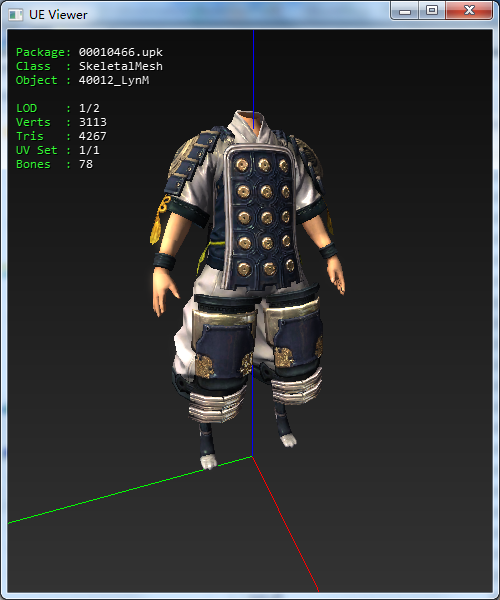 UE Viewer
Package: 00010466.upk
Class  : SkeletalMesh
Object : 40012_LynM
LOD    : 1/2
Verts  : 3113
Tris   : 4267
UV Set : 1/1
Bones  : 78